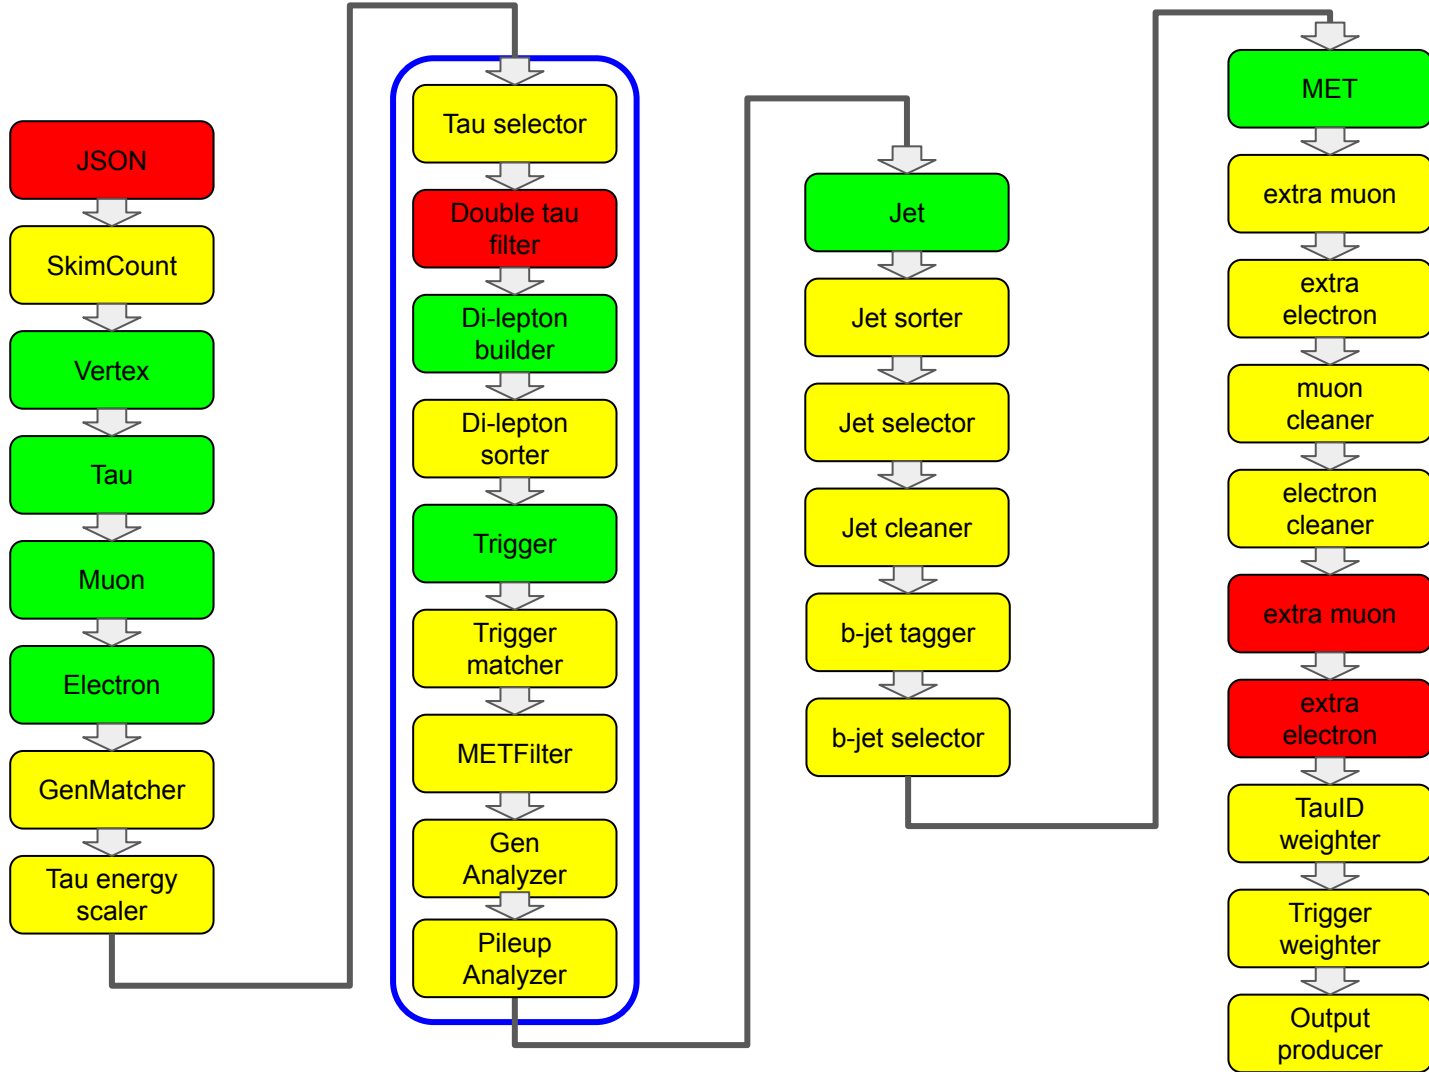 JSON
SkimCount
Vertex
Tau
Muon
Electron
GenMatcher
Tau energy
scaler
Tau selector
Double tau
filter
Di-lepton
builder
Di-lepton
sorter
Trigger
Trigger
matcher
METFilter
Gen
Analyzer
Pileup
Analyzer
Jet
Jet sorter
Jet selector
Jet cleaner
b-jet tagger
b-jet selector
MET
extra muon
extra
electron
muon
cleaner
electron
cleaner
extra muon
extra
electron
TauID
weighter
Trigger
weighter
Output
producer